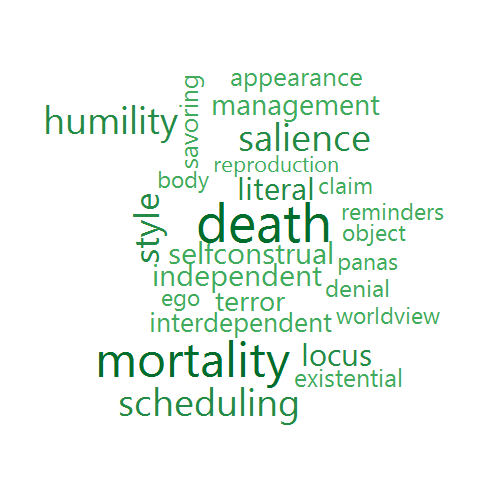 appearance
savoring
management
humility
salience
reproduction
body
literal
claim
style
death
reminders
object
selfconstrual
panas
independent
denial
ego
terror
worldview
interdependent
mortality
locus
existential
scheduling